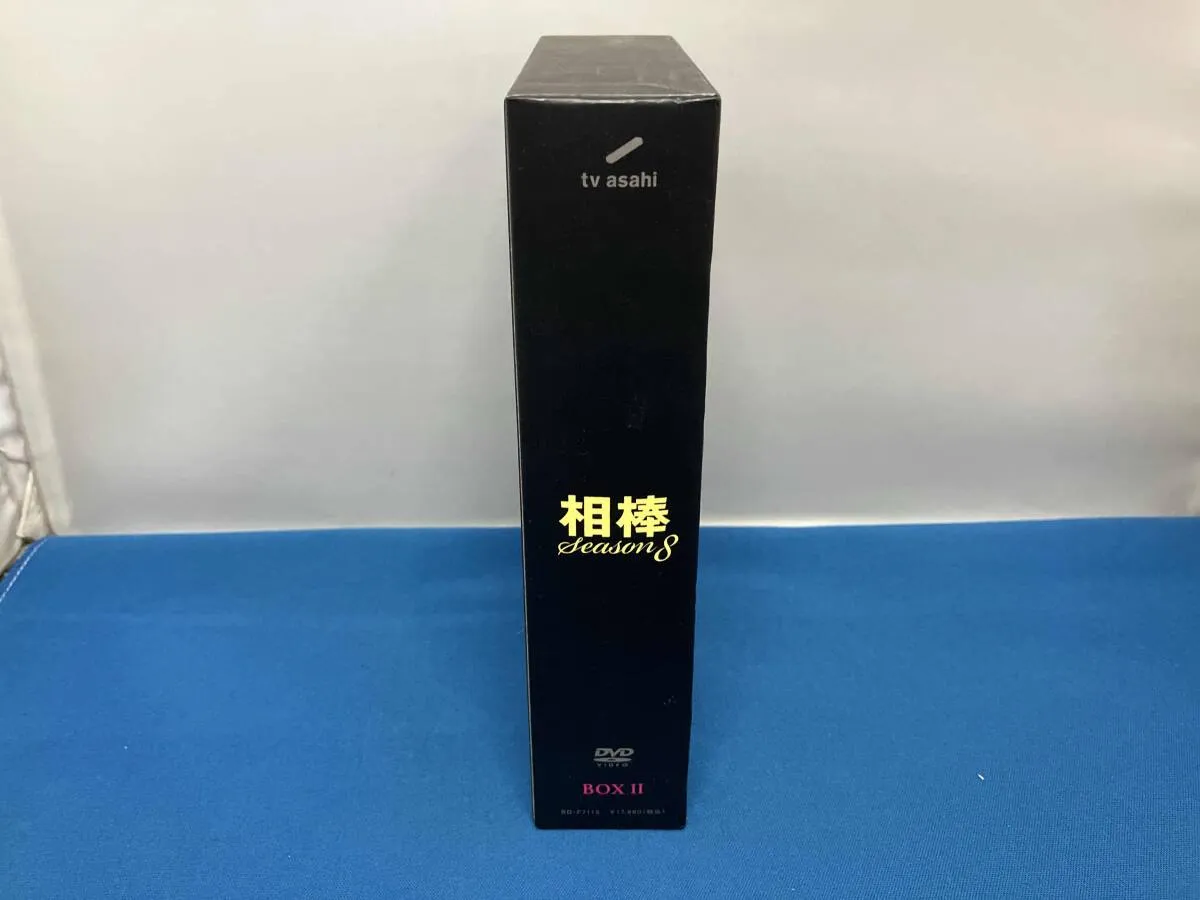 tv asahi
相棒
Season 8
DVD
VIDEO
BOX II